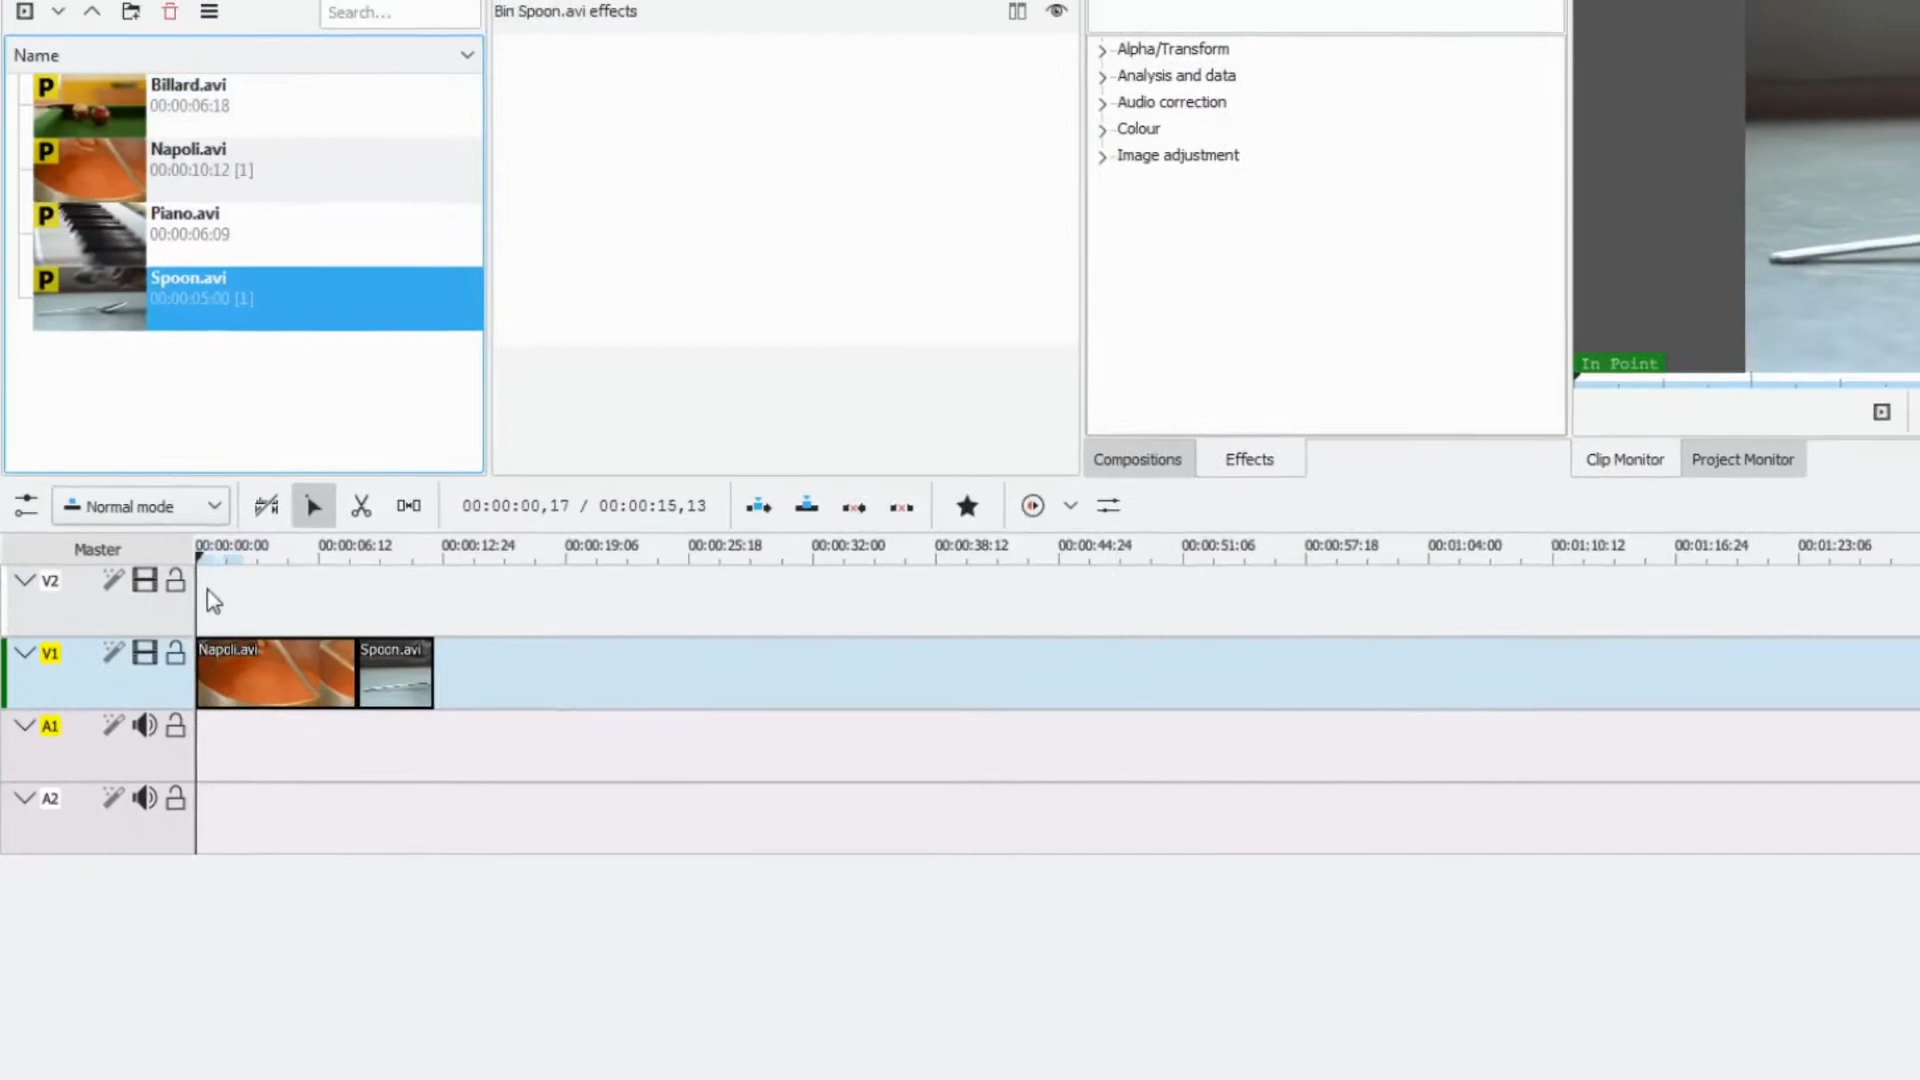 Search...
Bin Spoon.avi effects
Name
P
Billard.avi
00:00:06:18
P
Napoli.avi
00:00:10:12 [1]
P
Piano.avi
00:00:06:09
P
Spoon.avi
00:00:05:00 [1]
Alpha/Transform
Analysis and data
Audio correction
Colour
Image adjustment
In Point
Compositions
Effects
Clip Monitor
Project Monitor
Normal mode
00:00:00,17 / 00:00:15,13
Master
00:00:00:00
00:00:06:12
00:00:12:24
00:00:19:06
00:00:25:18
00:00:32:00
00:00:38:12
00:00:44:24
00:00:51:06
00:00:57:18
00:01:04:00
00:01:10:12
00:01:16:24
00:01:23:06
V2
V1
Napoli.avi
Spoon.avi
A1
A2